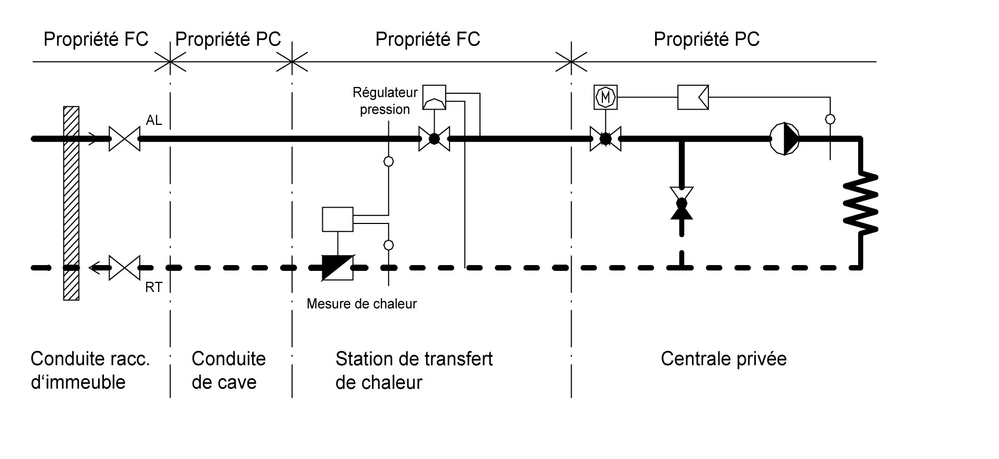 Propriété FC
Propriété PC
Propriété FC
Propriété PC
Régulateur
pression
M
AL
RT
Mesure de chaleur
Conduite racc.
d‘immeuble
Conduite
de cave
Station de transfert
de chaleur
Centrale privée